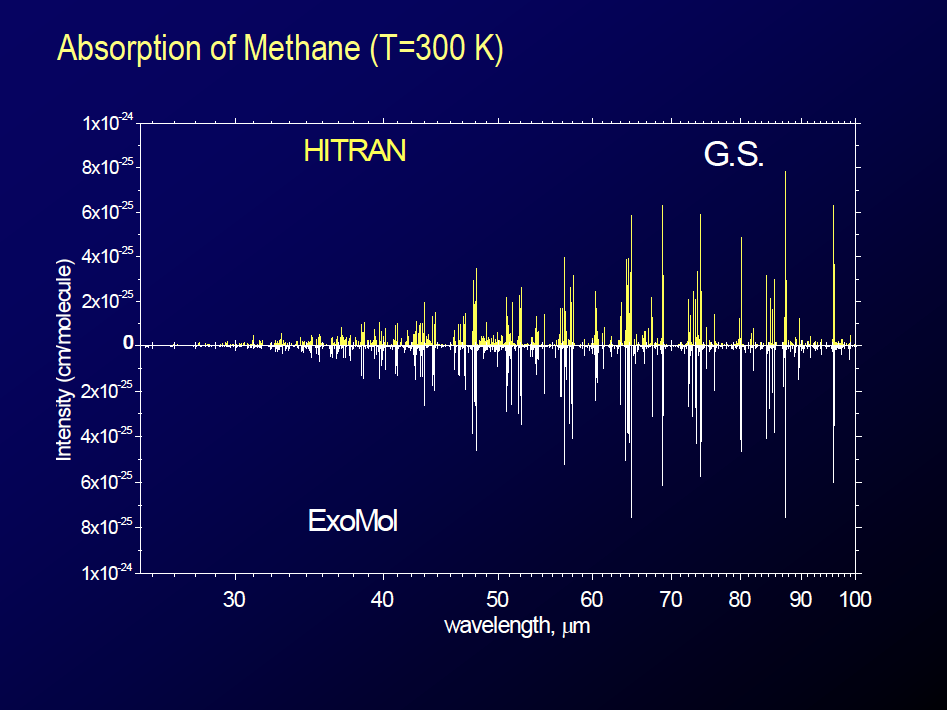 Absorption of Methane (T=300 K)
1x10⁻²⁴
HITRAN
G.S.
8x10⁻²⁵
6x10⁻²⁵
4x10⁻²⁵
2x10⁻²⁵
0
2x10⁻²⁵
4x10⁻²⁵
6x10⁻²⁵
8x10⁻²⁵
1x10⁻²⁴
Intensity (cm/molecule)
ExoMol
30 40 50 60 70 80 90 100
wavelength, μm